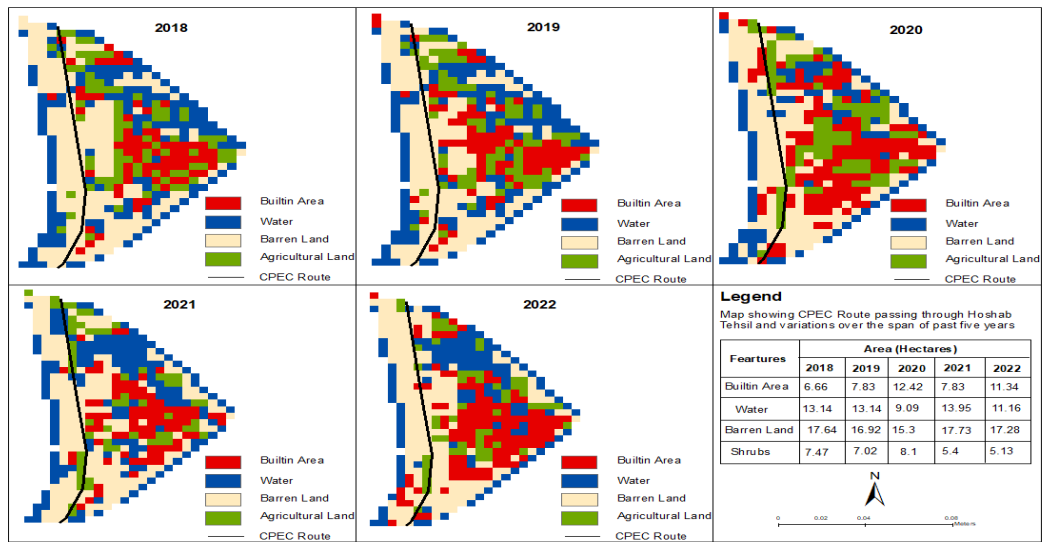 2018
Builtin Area
Water
Barren Land
Agricultural Land
CPEC Route
2019
Builtin Area
Water
Barren Land
Agricultural Land
CPEC Route
2020
Builtin Area
Water
Barren Land
Agricultural Land
CPEC Route
2021
Builtin Area
Water
Barren Land
Agricultural Land
CPEC Route
2022
Builtin Area
Water
Barren Land
Agricultural Land
CPEC Route
Legend
Map showing CPEC Route passing through Hoshab
Tehsil and variations over the span of past five years
Feartures Area (Hectares)
2018 2019 2020 2021 2022
Builtin Area 6.66 7.83 12.42 7.83 11.34
Water 13.14 13.14 9.09 13.95 11.16
Barren Land 17.64 16.92 15.3 17.73 17.28
Shrubs 7.47 7.02 8.1 5.4 5.13
N
0 0.02 0.04 0.08
Meters